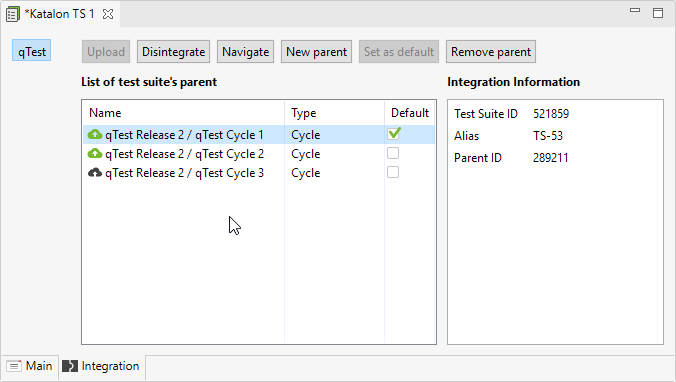 *Katalon TS 1
qTest
Upload Disintegrate Navigate New parent Set as default Remove parent
List of test suite's parent Integration Information
Name Type Default
qTest Release 2 / qTest Cycle 1 Cycle
qTest Release 2 / qTest Cycle 2 Cycle
qTest Release 2 / qTest Cycle 3 Cycle
Test Suite ID 521859
Alias TS-53
Parent ID 289211
Main Integration